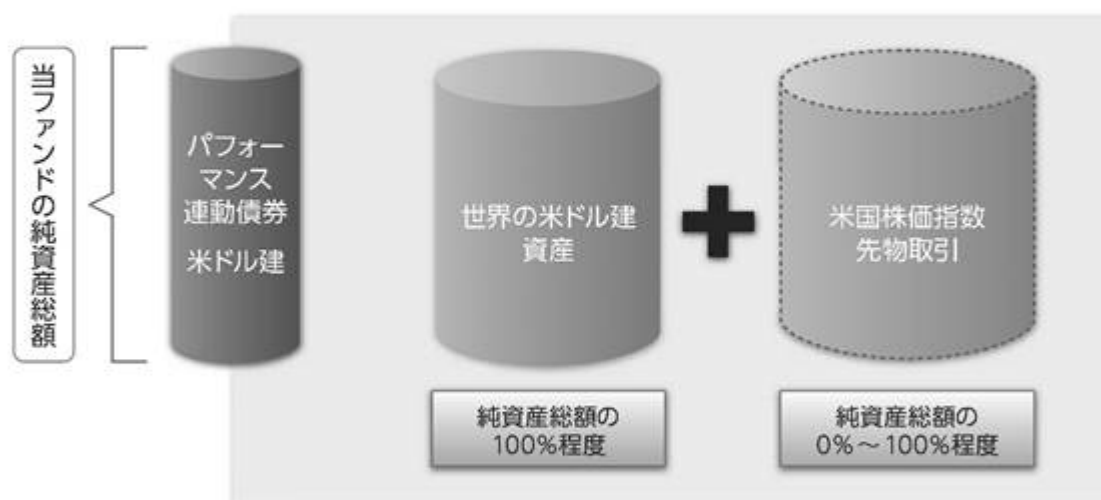 当ファンドの純資産総額
パフォー
マンス
連動債券
米ドル建
世界の米ドル建
資産
米国株価指数
先物取引
純資産総額の
100%程度
純資産総額の
0%～100%程度